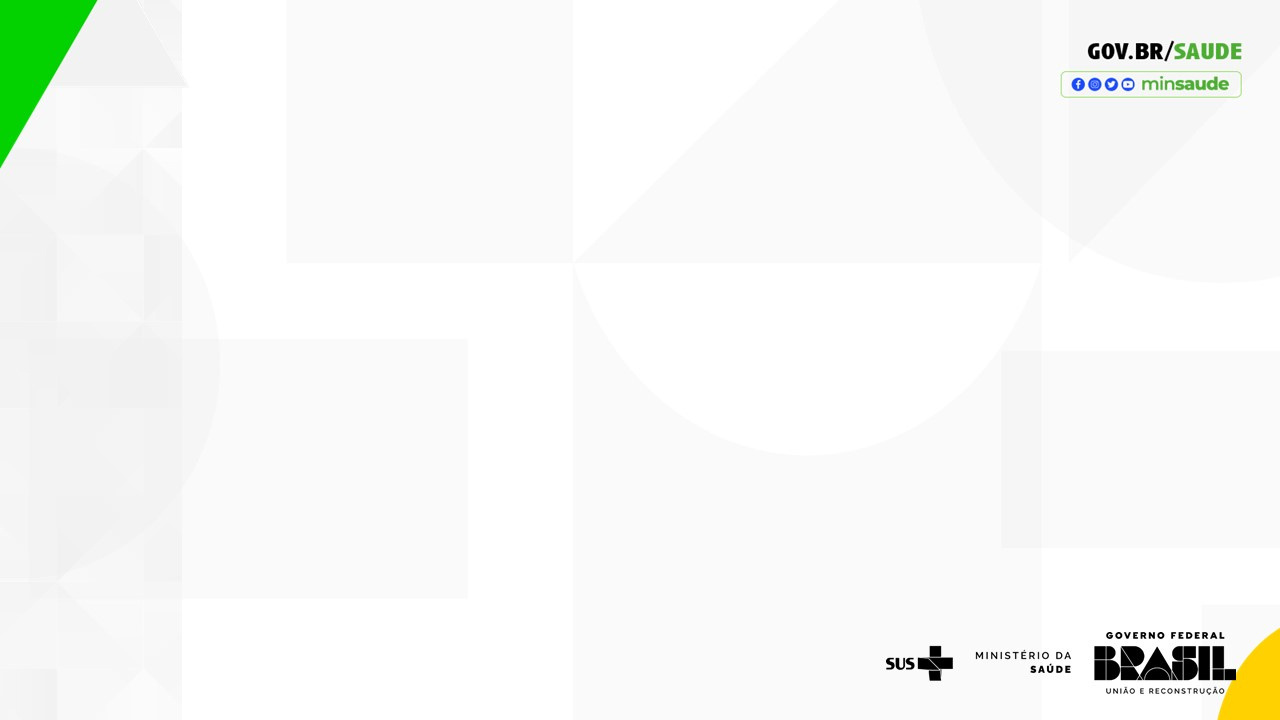 GOV.BR/SAUDE
minsaude
SUS
MINISTÉRIO DA
SAÚDE
GOVERNO FEDERAL
BRASIL
UNIÃO E RECONSTRUÇÃO